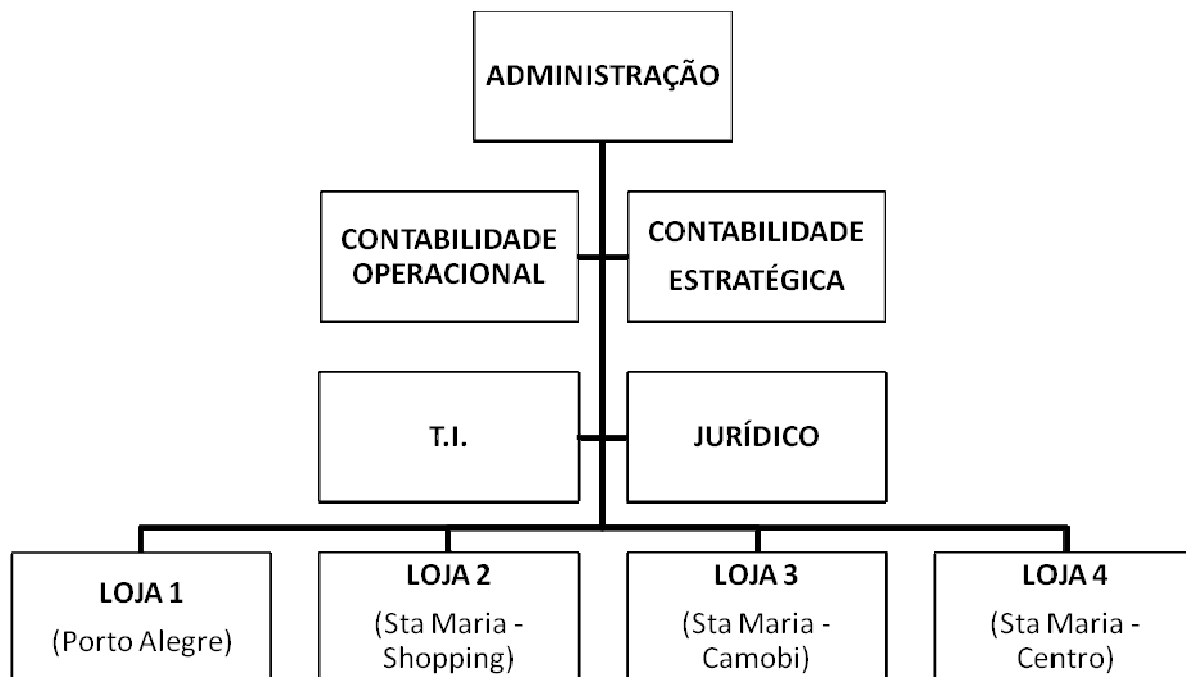 ADMINISTRAÇÃO
CONTABILIDADE
OPERACIONAL
CONTABILIDADE
ESTRATÉGICA
T.I.
JURÍDICO
LOJA 1
(Porto Alegre)
LOJA 2
(Sta Maria -
Shopping)
LOJA 3
(Sta Maria -
Camobi)
LOJA 4
(Sta Maria -
Centro)